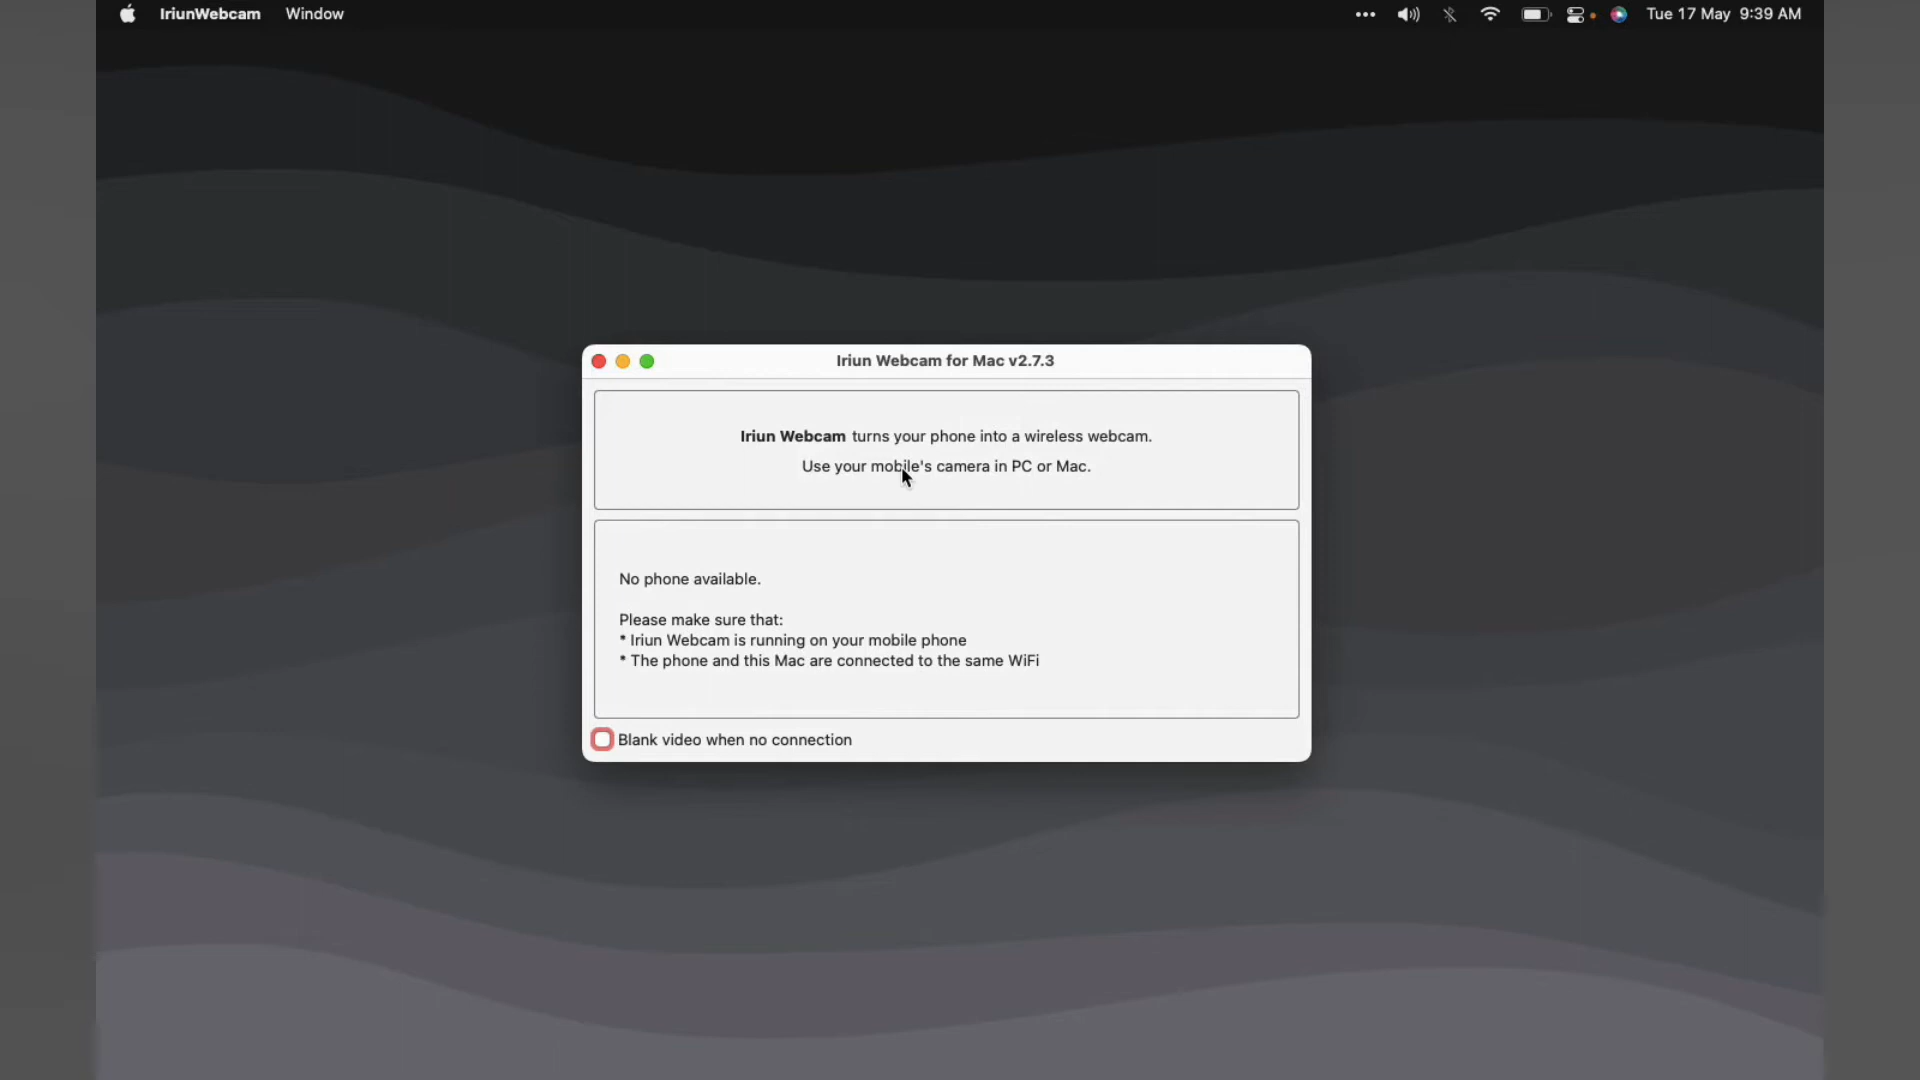 IriunWebcam Window
Tue 17 May 9:39 AM
Iriun Webcam for Mac v2.7.3
Iriun Webcam turns your phone into a wireless webcam.
Use your mobile's camera in PC or Mac.
No phone available.
Please make sure that:
* Iriun Webcam is running on your mobile phone
* The phone and this Mac are connected to the same WiFi
Blank video when no connection